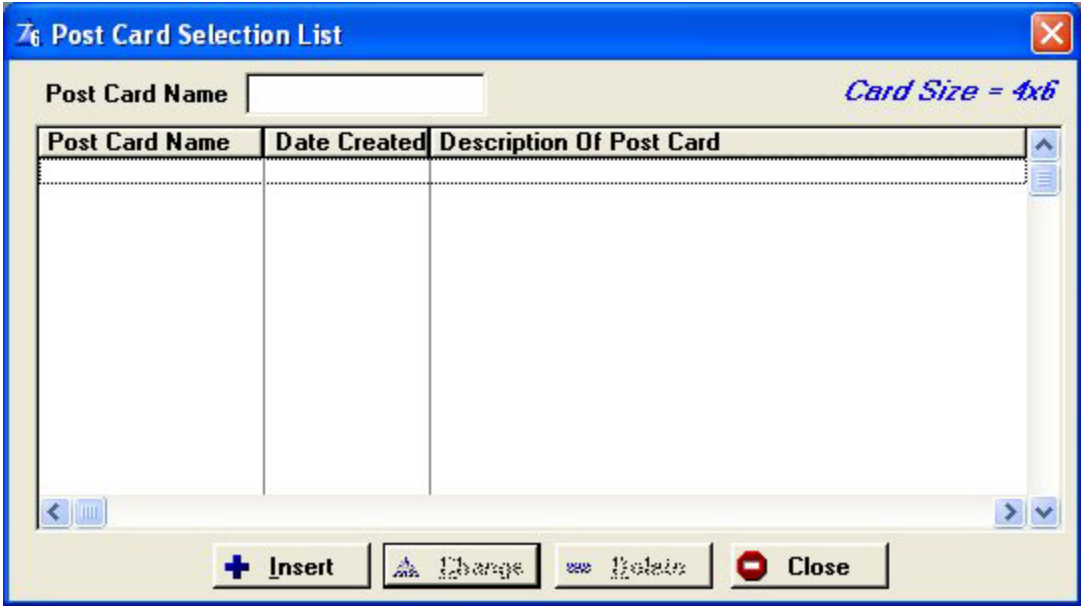 76 Post Card Selection List
Post Card Name
Card Size = 4x6
Post Card Name Date Created Description Of Post Card
Insert Change Delete Close